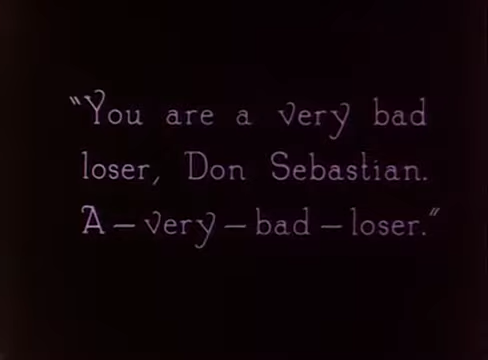 “You are a very bad
loser, Don Sebastian.
A—very—bad—loser.”